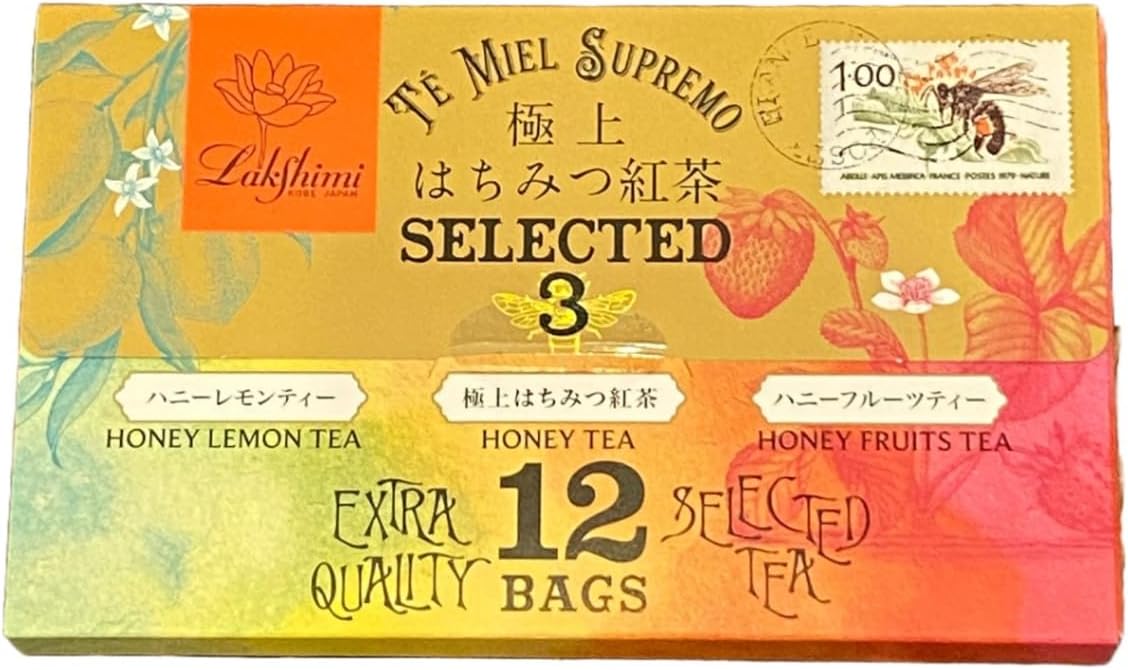 Lakshimi
KOBE JAPAN
TÉ MIEL SUPREMO
極上
はちみつ紅茶
SELECTED
3
1.00
ABEILLE·APIS MELLIFICA·FRANCE·POSTES 1979·NATURE
ハニーレモンティー
HONEY LEMON TEA
極上はちみつ紅茶
HONEY TEA
ハニーフルーツティー
HONEY FRUITS TEA
EXTRA QUALITY
12
BAGS
SELECTED TEA